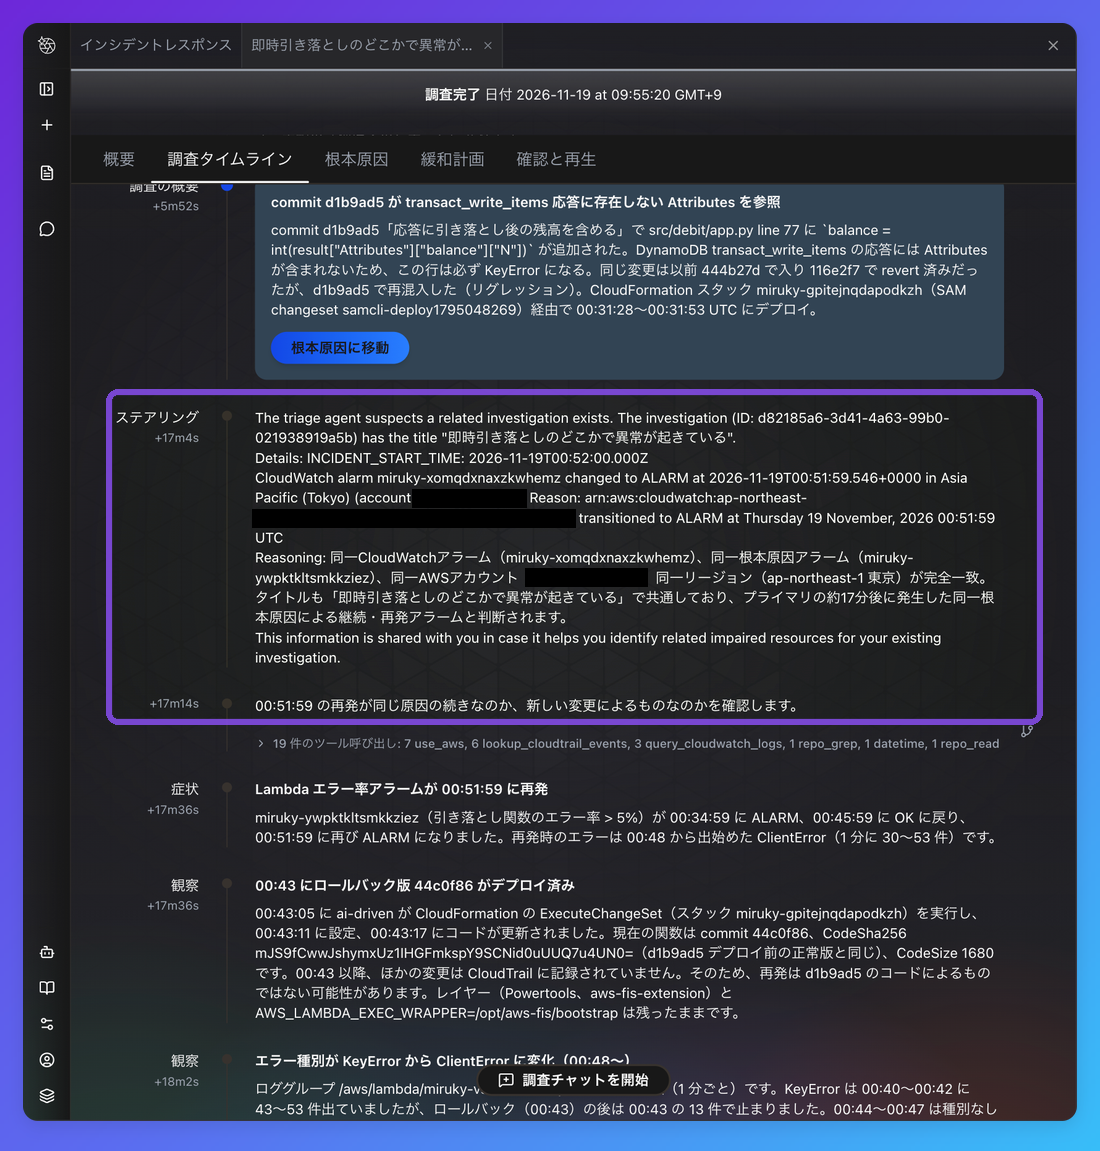 インシデントレスポンス
即時引き落としのどこかで異常が...
調査完了 日付 2026-11-19 at 09:55:20 GMT+9
概要
調査タイムライン
根本原因
緩和計画
確認と再生
調査の概要
+5m52s
commit d1b9ad5 が transact_write_items 応答に存在しない Attributes を参照
commit d1b9ad5「応答に引き落とし後の残高を含める」で src/debit/app.py line 77 に `balance =
int(result["Attributes"]["balance"]["N"])` が追加された。DynamoDB transact_write_items の応答には Attributes
が含まれないため、この行は必ず KeyError になる。同じ変更は以前 444b27d で入り 116e2f7 で revert 済みだっ
たが、d1b9ad5 で再混入した（リグレッション）。CloudFormation スタック miruky-gpitejnqdapodkzh（SAM
changeset samcli-deploy1795048269）経由で 00:31:28〜00:31:53 UTC にデプロイ。
根本原因に移動
ステアリング
+17m4s
The triage agent suspects a related investigation exists. The investigation (ID: d82185a6-3d41-4a63-99b0-
021938919a5b) has the title "即時引き落としのどこかで異常が起きている".
Details: INCIDENT_START_TIME: 2026-11-19T00:52:00.000Z
CloudWatch alarm miruky-xomqdxnaxzkwhemz changed to ALARM at 2026-11-19T00:51:59.546+0000 in Asia
Pacific (Tokyo) (account Reason: arn:aws:cloudwatch:ap-northeast-
transitioned to ALARM at Thursday 19 November, 2026 00:51:59
UTC
Reasoning: 同一CloudWatchアラーム（miruky-xomqdxnaxzkwhemz）、同一根本原因アラーム（miruky-
ywpktkltsmkkziez）、同一AWSアカウント 同一リージョン（ap-northeast-1 東京）が完全一致。
タイトルも「即時引き落としのどこかで異常が起きている」で共通しており、プライマリの約17分後に発生した同一根
本原因による継続・再発アラームと判断されます。
This information is shared with you in case it helps you identify related impaired resources for your existing
investigation.
+17m14s
00:51:59 の再発が同じ原因の続きなのか、新しい変更によるものなのかを確認します。
19 件のツール呼び出し: 7 use_aws, 6 lookup_cloudtrail_events, 3 query_cloudwatch_logs, 1 repo_grep, 1 datetime, 1 repo_read
症状
+17m36s
Lambda エラー率アラームが 00:51:59 に再発
miruky-ywpktkltsmkkziez（引き落とし関数のエラー率 > 5%）が 00:34:59 に ALARM、00:45:59 に OK に戻り、
00:51:59 に再び ALARM になりました。再発時のエラーは 00:48 から出始めた ClientError（1 分に 30〜53 件）です。
観察
+17m36s
00:43 にロールバック版 44c0f86 がデプロイ済み
00:43:05 に ai-driven が CloudFormation の ExecuteChangeSet（スタック miruky-gpitejnqdapodkzh）を実行し、
00:43:11 に設定、00:43:17 にコードが更新されました。現在の関数は commit 44c0f86、CodeSha256
mJS9fCwwJshymxUz1IHGFmkspY9SCNid0uUUQ7u4UN0=（d1b9ad5 デプロイ前の正常版と同じ）、CodeSize 1680
です。00:43 以降、ほかの変更は CloudTrail に記録されていません。そのため、再発は d1b9ad5 のコードによるもの
ではない可能性があります。レイヤー（Powertools、aws-fis-extension）と
AWS_LAMBDA_EXEC_WRAPPER=/opt/aws-fis/bootstrap は残ったままです。
観察
+18m2s
エラー種別が KeyError から ClientError に変化（00:48〜）
調査チャットを開始
ロググループ /aws/lambda/miruky-v （1 分ごと）です。KeyError は 00:40〜00:42 に
43〜53 件出ていましたが、ロールバック（00:43）の後は 00:43 の 13 件で止まりました。00:44〜00:47 は種別なし